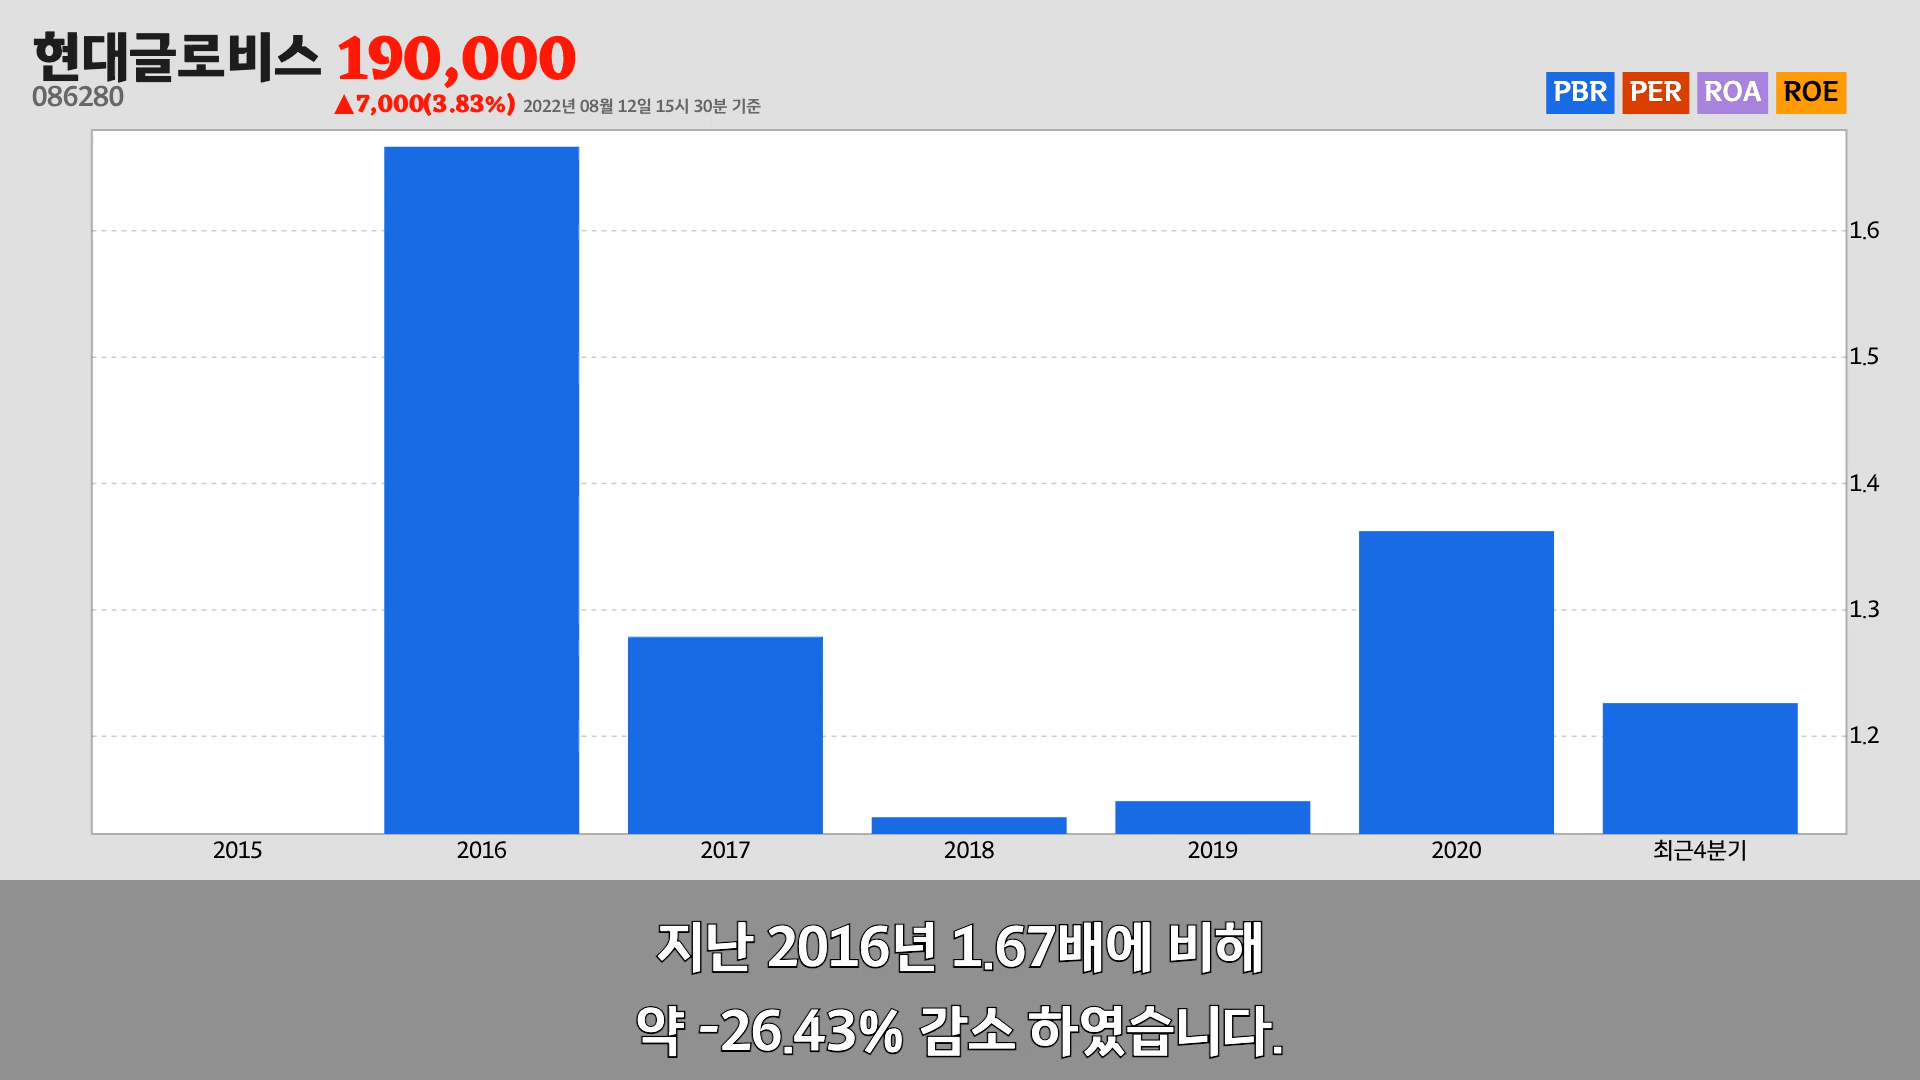 현대글로비스 190,000
086280
▲7,000(3.83%) 2022년 08월 12일 15시 30분 기준
PBR PER ROA ROE
1.6
1.5
1.4
1.3
1.2
2015 2016 2017 2018 2019 2020 최근4분기
지난 2016년 1.67배에 비해
약 -26.43% 감소 하였습니다.